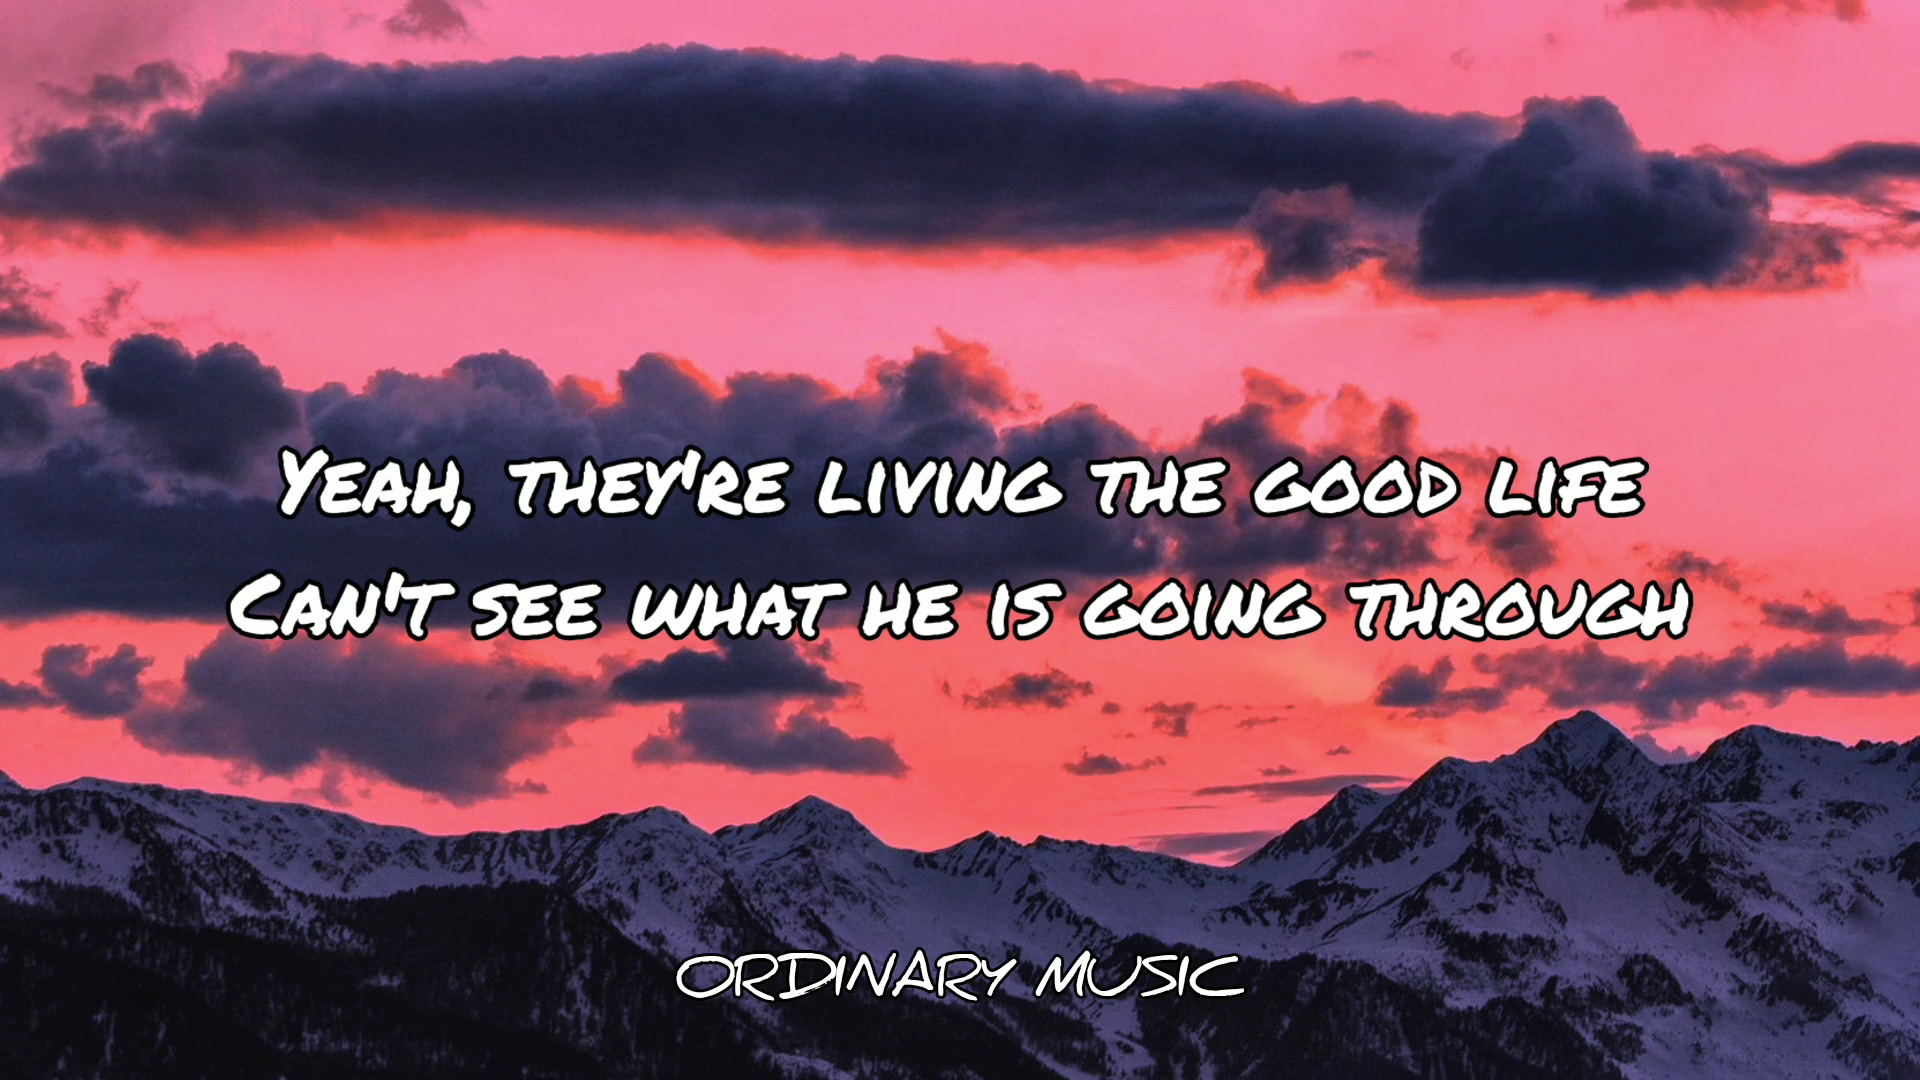 Yeah, they're living the good life
Can't see what he is going through
ORDINARY MUSIC